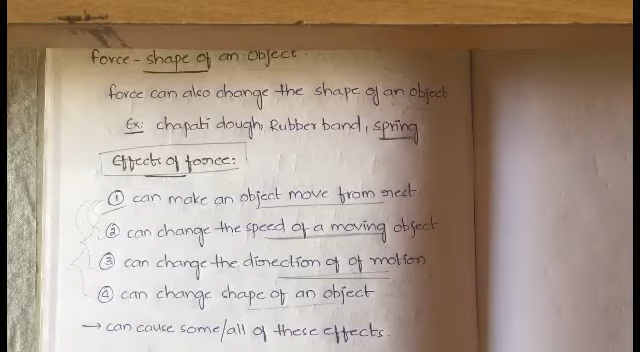 force - shape of an object.
force can also change the shape of an object
Ex: chapati dough, Rubber band, spring
Effects of force:
① can make an object move from rest
② can change the speed of a moving object
③ can change the direction of of motion
④ can change shape of an object
→ can cause some/all of these effects.